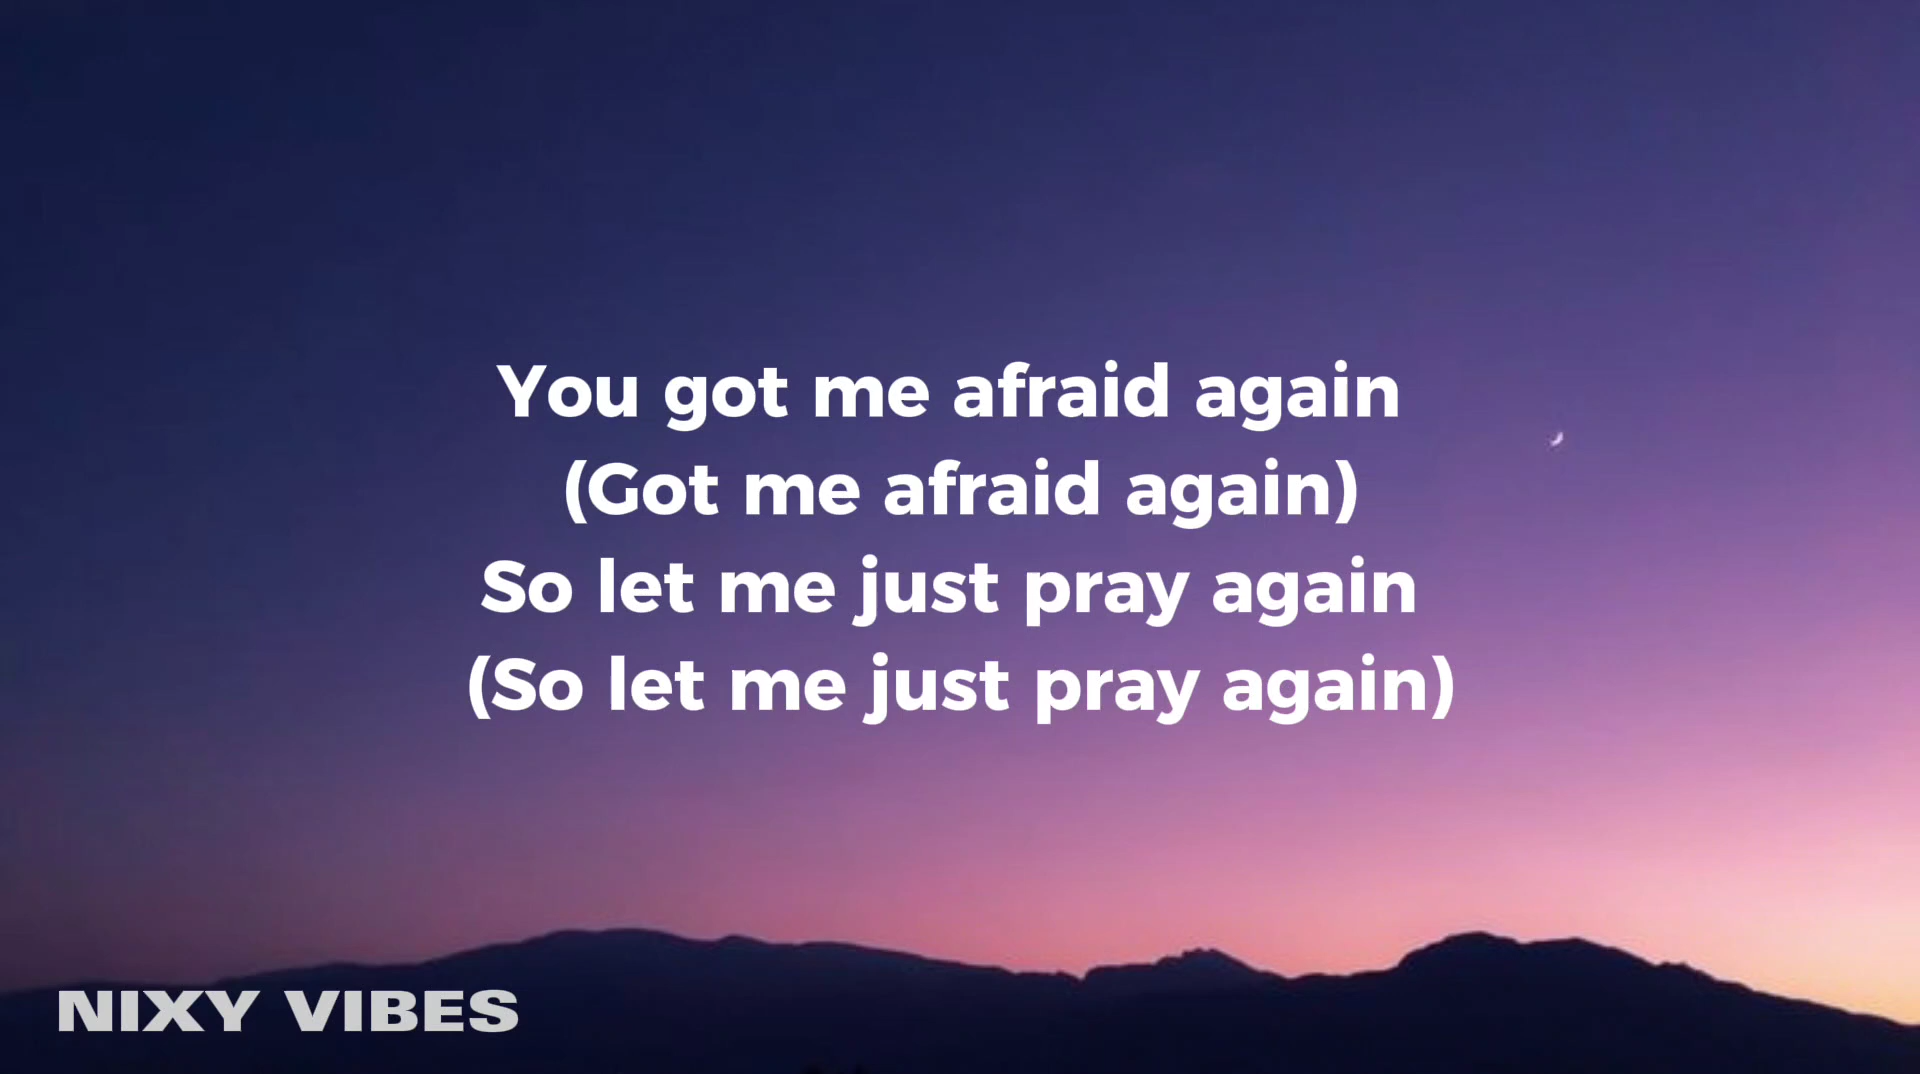 You got me afraid again
(Got me afraid again)
So let me just pray again
(So let me just pray again)
NIXY VIBES